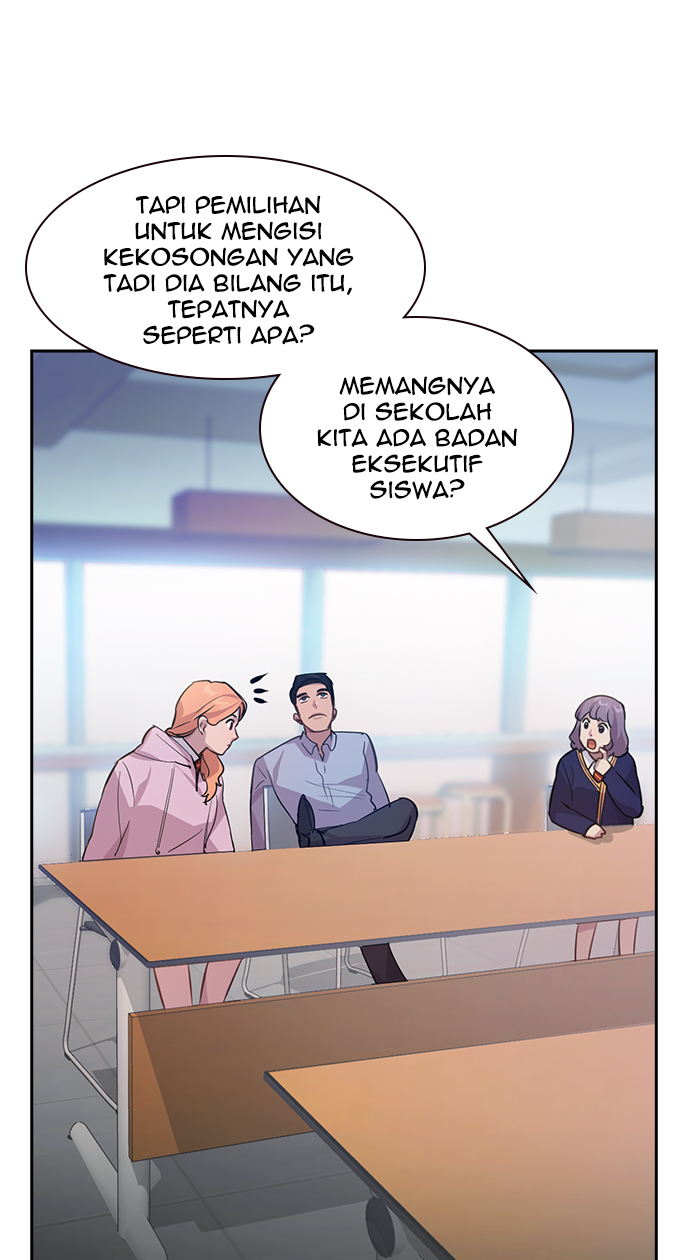 TAPI PEMILIHAN
UNTUK MENGISI
KEKOSONGAN YANG
TADI DIA BILANG ITU,
TEPATNYA
SEPERTI APA?
MEMANGNYA
DI SEKOLAH
KITA ADA BADAN
EKSEKUTIF
SISWA?